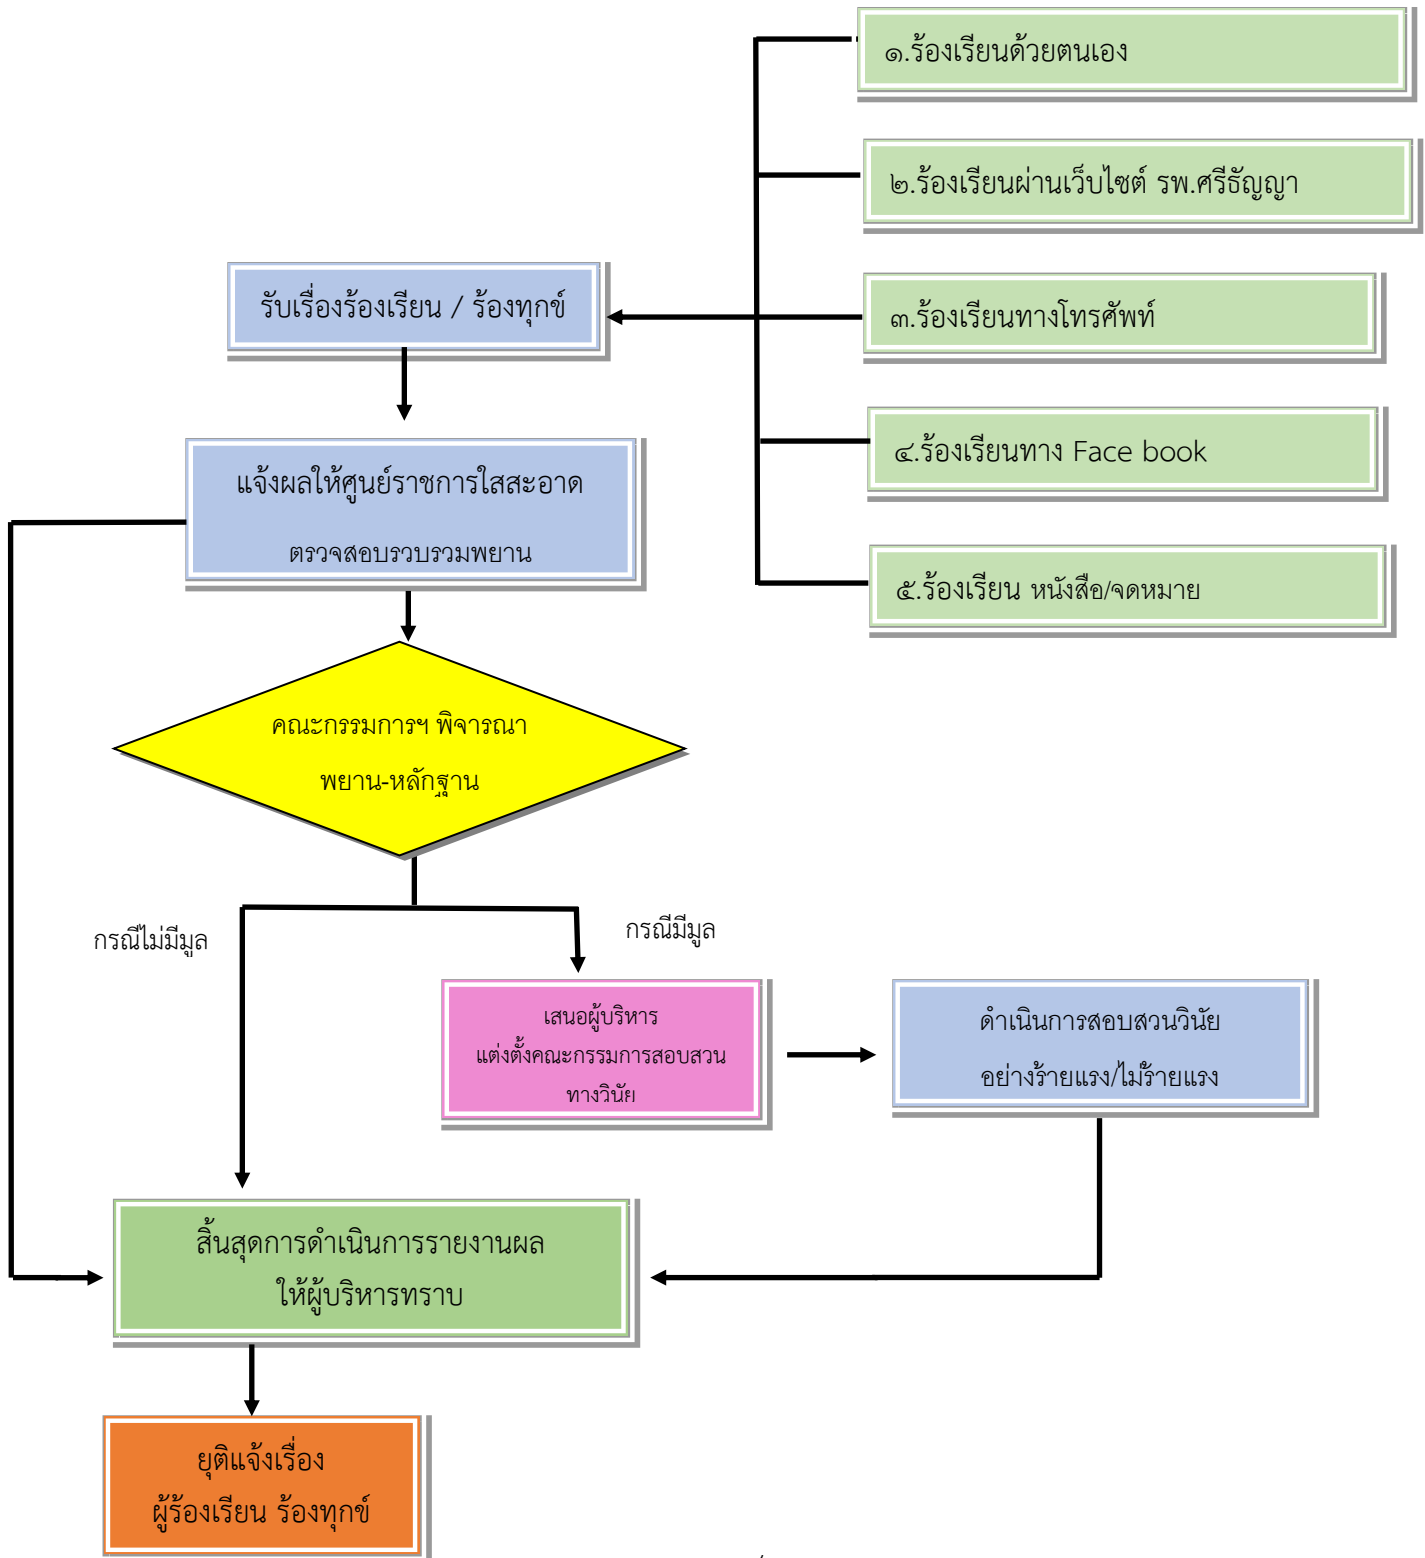 ๑.ร้องเรียนด้วยตนเอง
๒.ร้องเรียนผ่านเว็บไซต์ รพ.ศรีธัญญา
รับเรื่องร้องเรียน / ร้องทุกข์
๓.ร้องเรียนทางโทรศัพท์
๔.ร้องเรียนทาง Face book
แจ้งผลให้ศูนย์ราชการใสสะอาด
ตรวจสอบรวบรวมพยาน
๕.ร้องเรียน หนังสือ/จดหมาย
คณะกรรมการฯ พิจารณา
พยาน-หลักฐาน
กรณีไม่มีมูล
กรณีมีมูล
เสนอผู้บริหาร
แต่งตั้งคณะกรรมการสอบสวน
ทางวินัย
ดำเนินการสอบสวนวินัย
อย่างร้ายแรง/ไม่ร้ายแรง
สิ้นสุดการดำเนินการรายงานผล
ให้ผู้บริหารทราบ
ยุติแจ้งเรื่อง
ผู้ร้องเรียน ร้องทุกข์